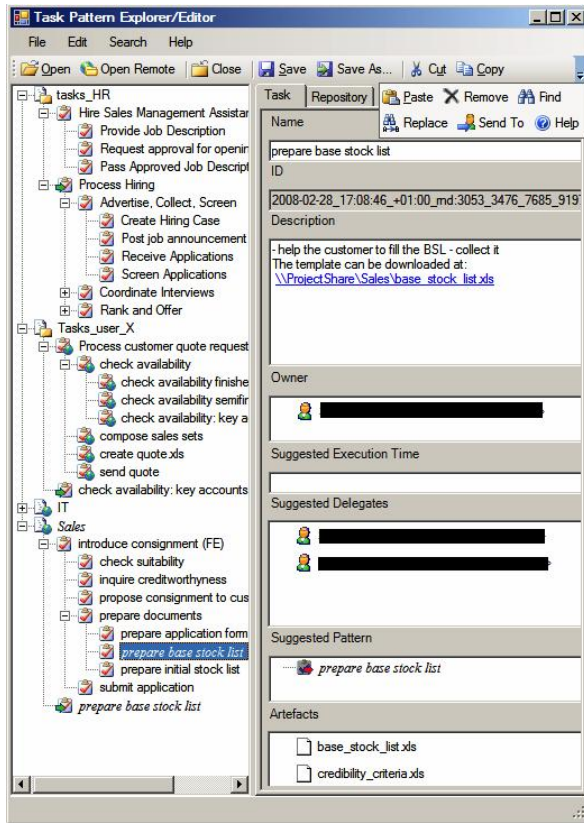 Task Pattern Explorer/Editor
File Edit Search Help
Open Open Remote Close Save Save As... Cut Copy
Paste Remove Find
Replace Send To Help
tasks_HR
Hire Sales Management Assistar
Provide Job Description
Request approval for openir
Pass Approved Job Descript
Process Hiring
Advertise, Collect, Screen
Create Hiring Case
Post job announcement
Receive Applications
Screen Applications
Coordinate Interviews
Rank and Offer
Tasks_user_X
Process customer quote request
check availability
check availability finishe
check availability semifir
check availability: key a
compose sales sets
create quote.xls
send quote
check availability: key accounts
IT
Sales
introduce consignment (FE)
check suitability
inquire creditworthyness
propose consignment to cus
prepare documents
prepare application form
prepare base stock list
prepare initial stock list
submit application
prepare base stock list
Task Repository
Name
prepare base stock list
ID
2008-02-28_17:08:46_+01:00_md:3053_3476_7685_919
Description
- help the customer to fill the BSL - collect it
The template can be downloaded at:
\\ProjectShare\Sales\base_stock_list.xls
Owner
Suggested Execution Time
Suggested Delegates
Suggested Pattern
prepare base stock list
Artefacts
base_stock_list.xls
credibility_criteria.xls